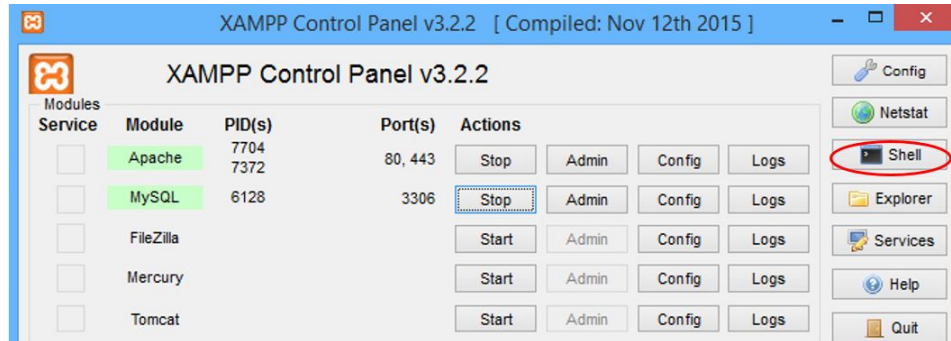 XAMPP Control Panel v3.2.2 [ Compiled: Nov 12th 2015 ]
XAMPP Control Panel v3.2.2
Modules
Service Module PID(s) Port(s) Actions
Apache 7704 7372 80, 443 Stop Admin Config Logs
MySQL 6128 3306 Stop Admin Config Logs
FileZilla Start Admin Config Logs
Mercury Start Admin Config Logs
Tomcat Start Admin Config Logs
Config
Netstat
Shell
Explorer
Services
Help
Quit